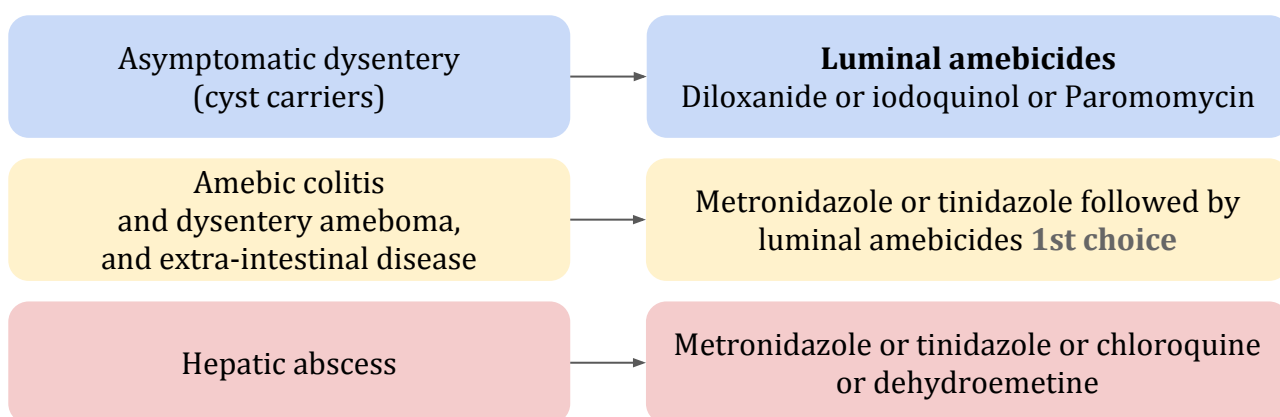 Asymptomatic dysentery
(cyst carriers)
Luminal amebicides
Diloxanide or iodoquinol or Paromomycin
Amebic colitis
and dysentery ameboma,
and extra-intestinal disease
Metronidazole or tinidazole followed by
luminal amebicides 1st choice
Hepatic abscess
Metronidazole or tinidazole or chloroquine
or dehydroemetine